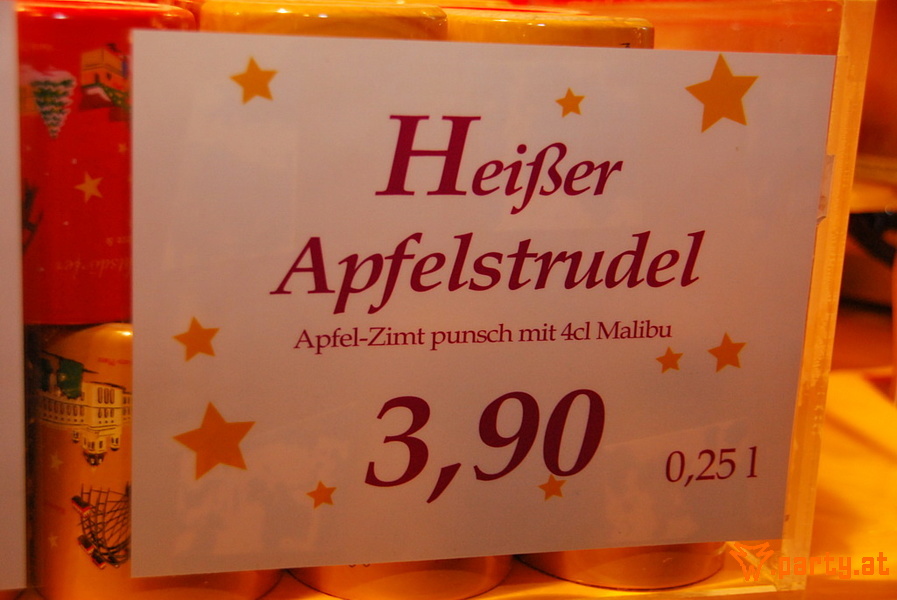 Heißer
Apfelstrudel
Apfel-Zimt punsch mit 4cl Malibu
3,90
0,25 l
party.at